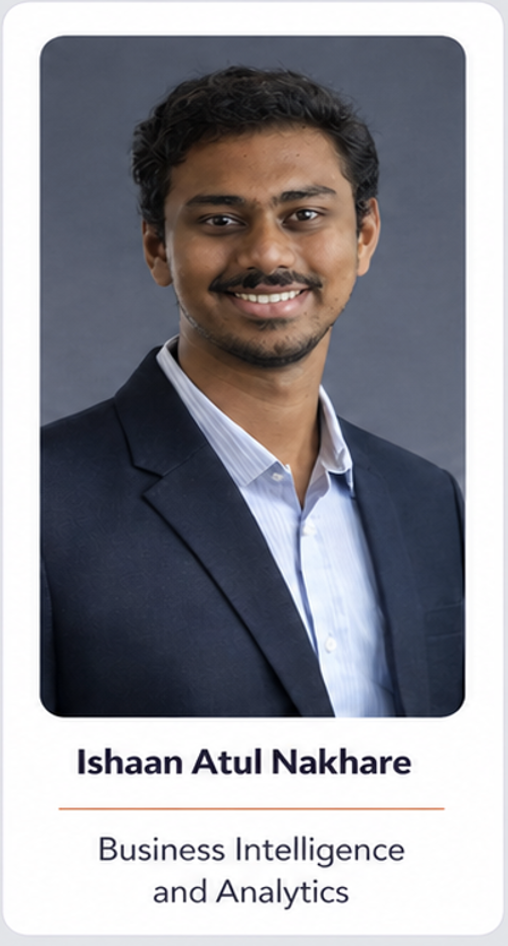 Ishaan Atul Nakhare
Business Intelligence
and Analytics